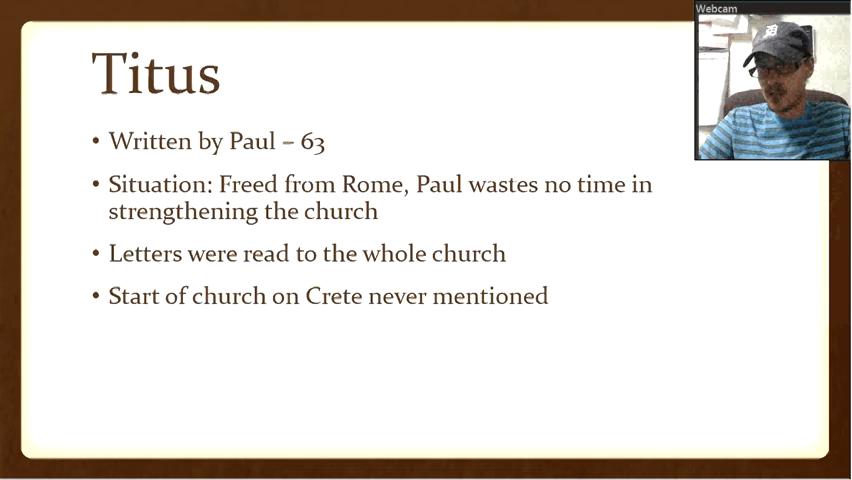 Webcam
Titus
• Written by Paul – 63
• Situation: Freed from Rome, Paul wastes no time in
strengthening the church
• Letters were read to the whole church
• Start of church on Crete never mentioned